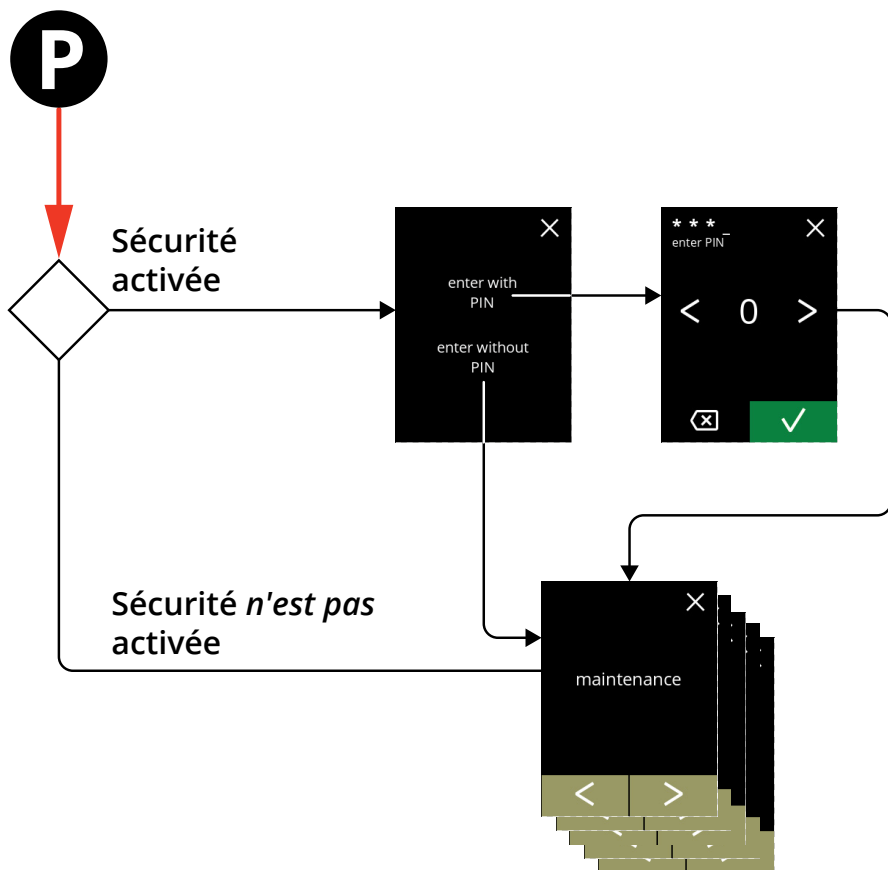 P
Sécurité
activée
enter with
PIN
enter without
PIN
* * * _
enter PIN
< 0 >
Sécurité n'est pas
activée
maintenance
< >